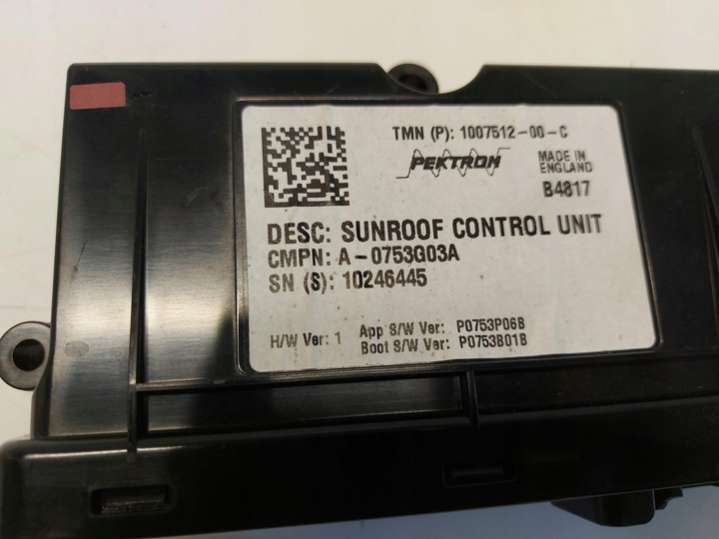 TMN (P): 1007512-00-C
PEKTRON
MADE IN
ENGLAND
B4817
DESC: SUNROOF CONTROL UNIT
CMPN: A-0753G03A
SN (S): 10246445
H/W Ver: 1 App S/W Ver: P0753P06B
Boot S/W Ver: P0753B01B